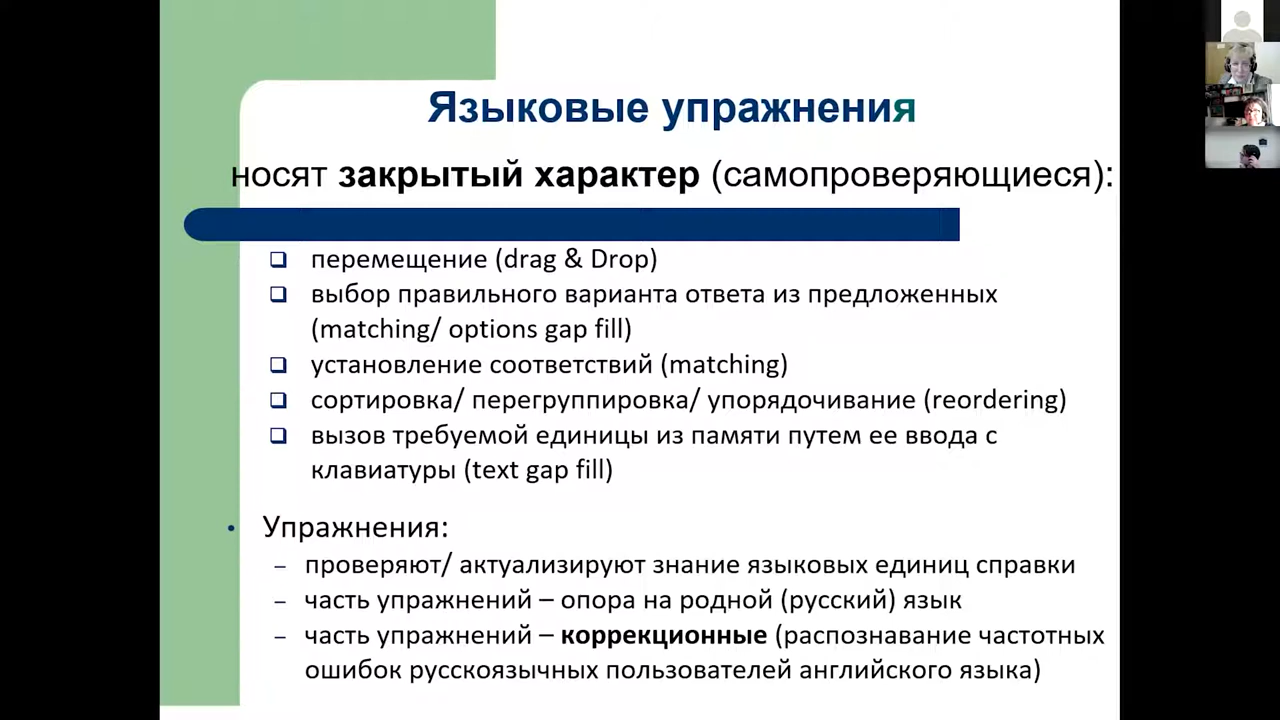 Языковые упражнения
носят закрытый характер (самопроверяющиеся):
перемещение (drag & Drop)
выбор правильного варианта ответа из предложенных
(matching/ options gap fill)
установление соответствий (matching)
сортировка/ перегруппировка/ упорядочивание (reordering)
вызов требуемой единицы из памяти путем ее ввода с
клавиатуры (text gap fill)
Упражнения:
проверяют/ актуализируют знание языковых единиц справки
часть упражнений – опора на родной (русский) язык
часть упражнений – коррекционные (распознавание частотных
ошибок русскоязычных пользователей английского языка)